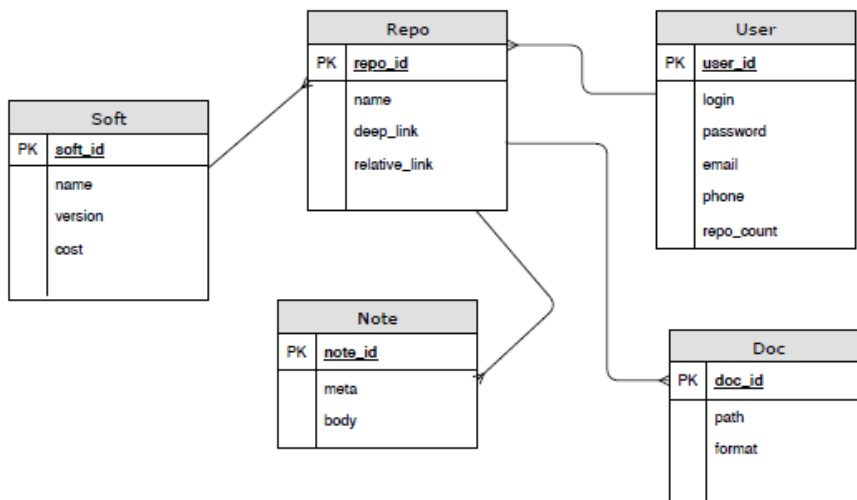 Repo
PK repo_id
name
deep_link
relative_link
User
PK user_id
login
password
email
phone
repo_count
Soft
PK soft_id
name
version
cost
Note
PK note_id
meta
body
Doc
PK doc_id
path
format